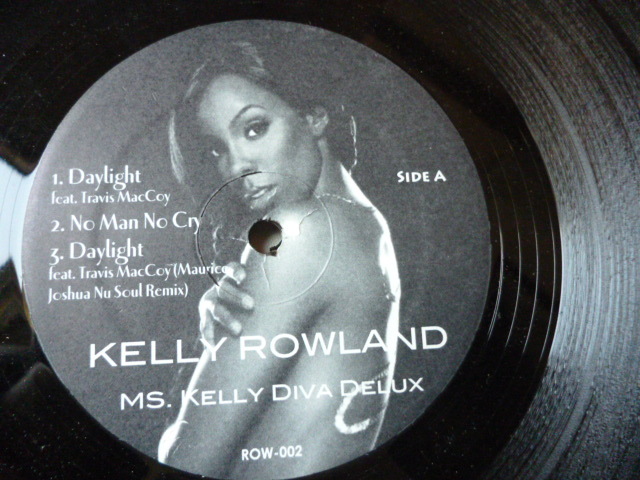 1. Daylight
feat. Travis MacCoy
2. No Man No Cry
3. Daylight
feat. Travis MacCoy (Maurice
Joshua Nu Soul Remix)
SIDE A
KELLY ROWLAND
MS. KELLY DIVA DELUX
ROW-002